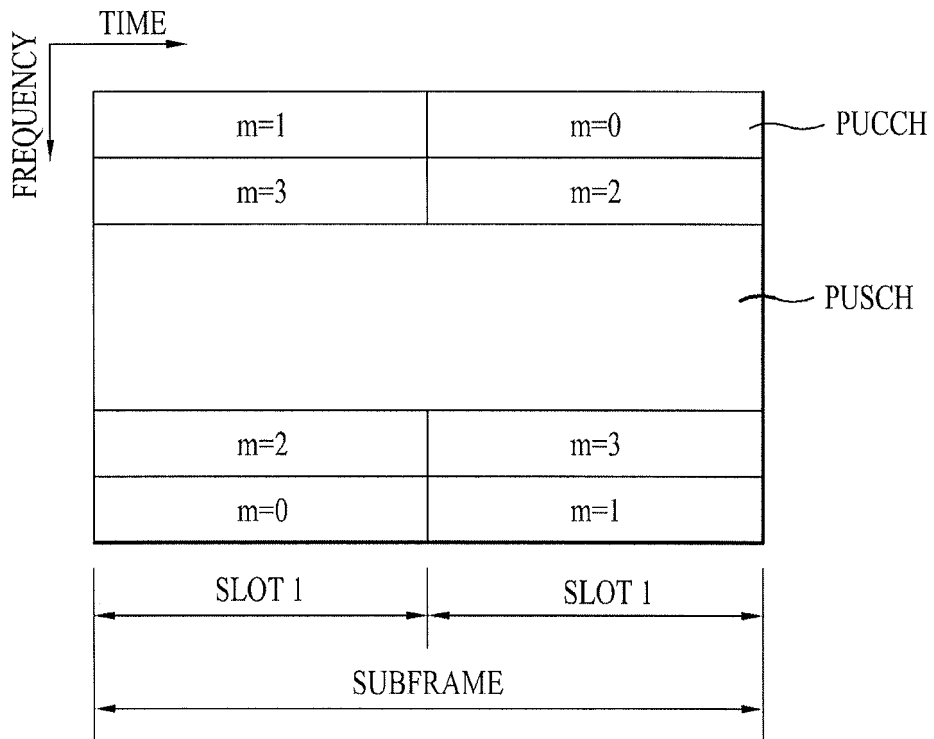 TIME
FREQUENCY
m=1 m=0 PUCCH
m=3 m=2
PUSCH
m=2 m=3
m=0 m=1
SLOT 1 SLOT 1
SUBFRAME